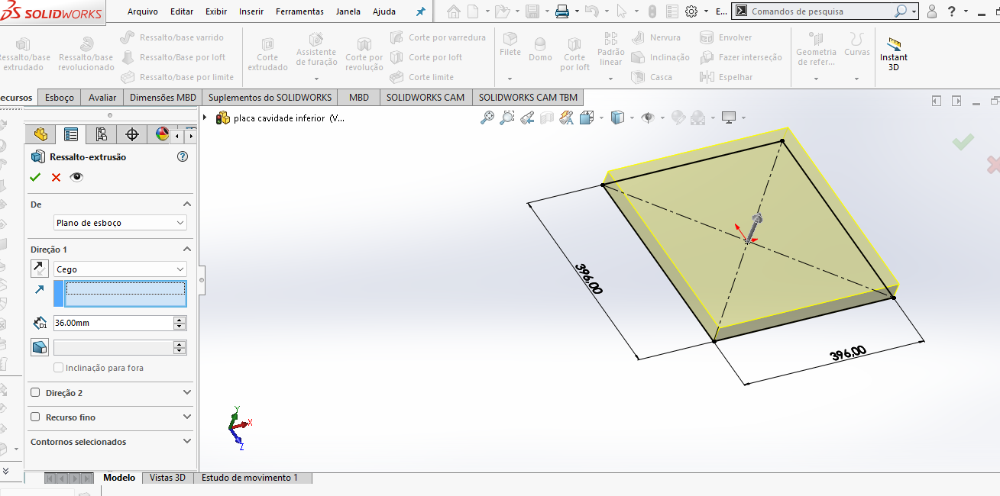 SOLIDWORKS
Arquivo Editar Exibir Inserir Ferramentas Janela Ajuda E... Comandos de pesquisa ?
Ressalto/base extrudado
Ressalto/base revolucionado
Ressalto/base varrido
Ressalto/Base por loft
Ressalto/base por limite
Corte extrudado
Assistente de furação
Corte por revolução
Corte por varredura
Corte por loft
Corte limite
Filete
Domo
Corte por loft
Padrão linear
Nervura
Inclinação
Casca
Envolver
Fazer interseção
Espelhar
Geometria de refer...
Curvas
Instant 3D
ecursos Esboço Avaliar Dimensões MBD Suplementos do SOLIDWORKS MBD SOLIDWORKS CAM SOLIDWORKS CAM TBM
placa cavidade inferior (V...
Ressalto-extrusão
De
Plano de esboço
Direção 1
Cego
D1 36.00mm
Inclinação para fora
Direção 2
Recurso fino
Contornos selecionados
396,00
396,00
Y
X
Z
Modelo Vistas 3D Estudo de movimento 1